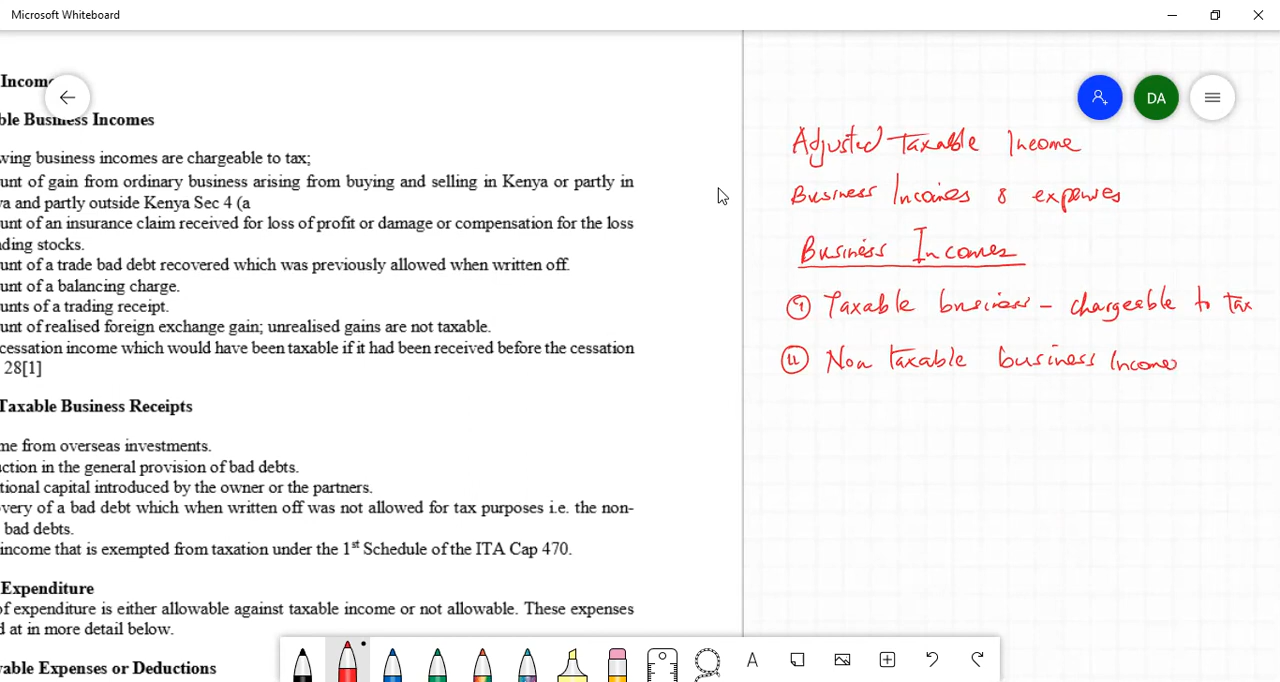 Microsoft Whiteboard
Income
ble Business Incomes
wing business incomes are chargeable to tax;
unt of gain from ordinary business arising from buying and selling in Kenya or partly in
ya and partly outside Kenya Sec 4 (a
unt of an insurance claim received for loss of profit or damage or compensation for the loss
ding stocks.
unt of a trade bad debt recovered which was previously allowed when written off.
unt of a balancing charge.
unts of a trading receipt.
unt of realised foreign exchange gain; unrealised gains are not taxable.
cessation income which would have been taxable if it had been received before the cessation
28[1]
Taxable Business Receipts
me from overseas investments.
ction in the general provision of bad debts.
tional capital introduced by the owner or the partners.
very of a bad debt which when written off was not allowed for tax purposes i.e. the non-
bad debts.
income that is exempted from taxation under the 1st Schedule of the ITA Cap 470.
Expenditure
of expenditure is either allowable against taxable income or not allowable. These expenses
d at in more detail below.
vable Expenses or Deductions
DA
Adjusted Taxable Income
Business Incomes & expenses
Business Incomes
(i) Taxable business - chargeable to tax
(ii) Non taxable business Income
A